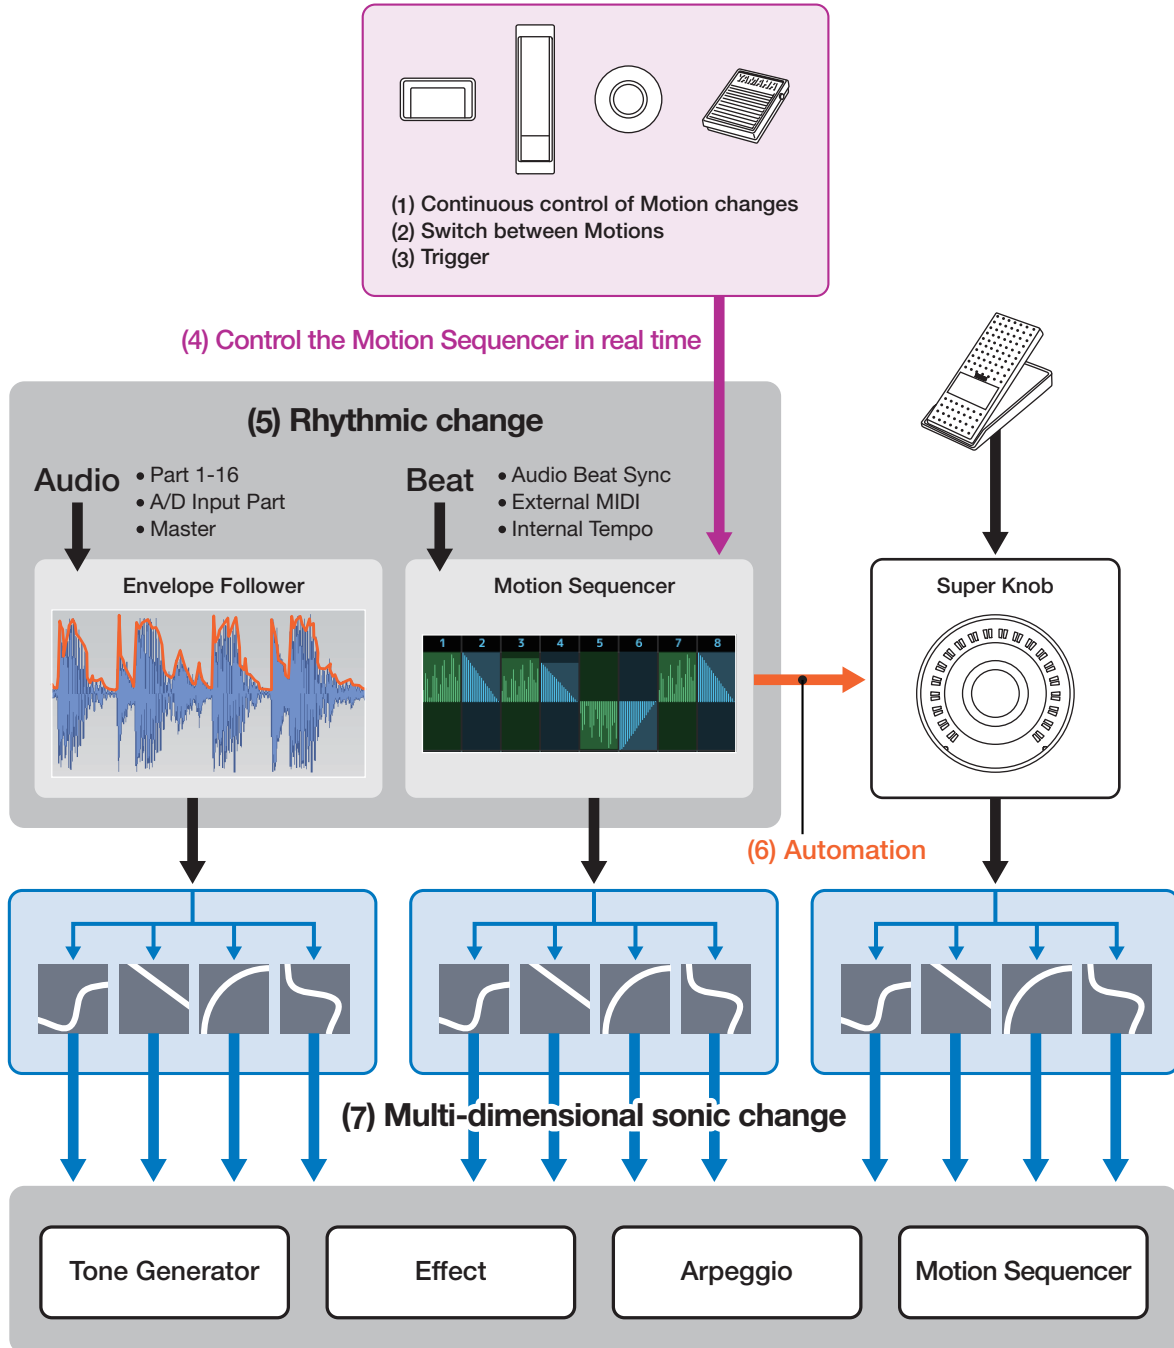 YAMAHA
(1) Continuous control of Motion changes
(2) Switch between Motions
(3) Trigger
(4) Control the Motion Sequencer in real time
(5) Rhythmic change
Audio
• Part 1-16
• A/D Input Part
• Master
Beat
• Audio Beat Sync
• External MIDI
• Internal Tempo
Envelope Follower
Motion Sequencer
1 2 3 4 5 6 7 8
Super Knob
(6) Automation
(7) Multi-dimensional sonic change
Tone Generator
Effect
Arpeggio
Motion Sequencer